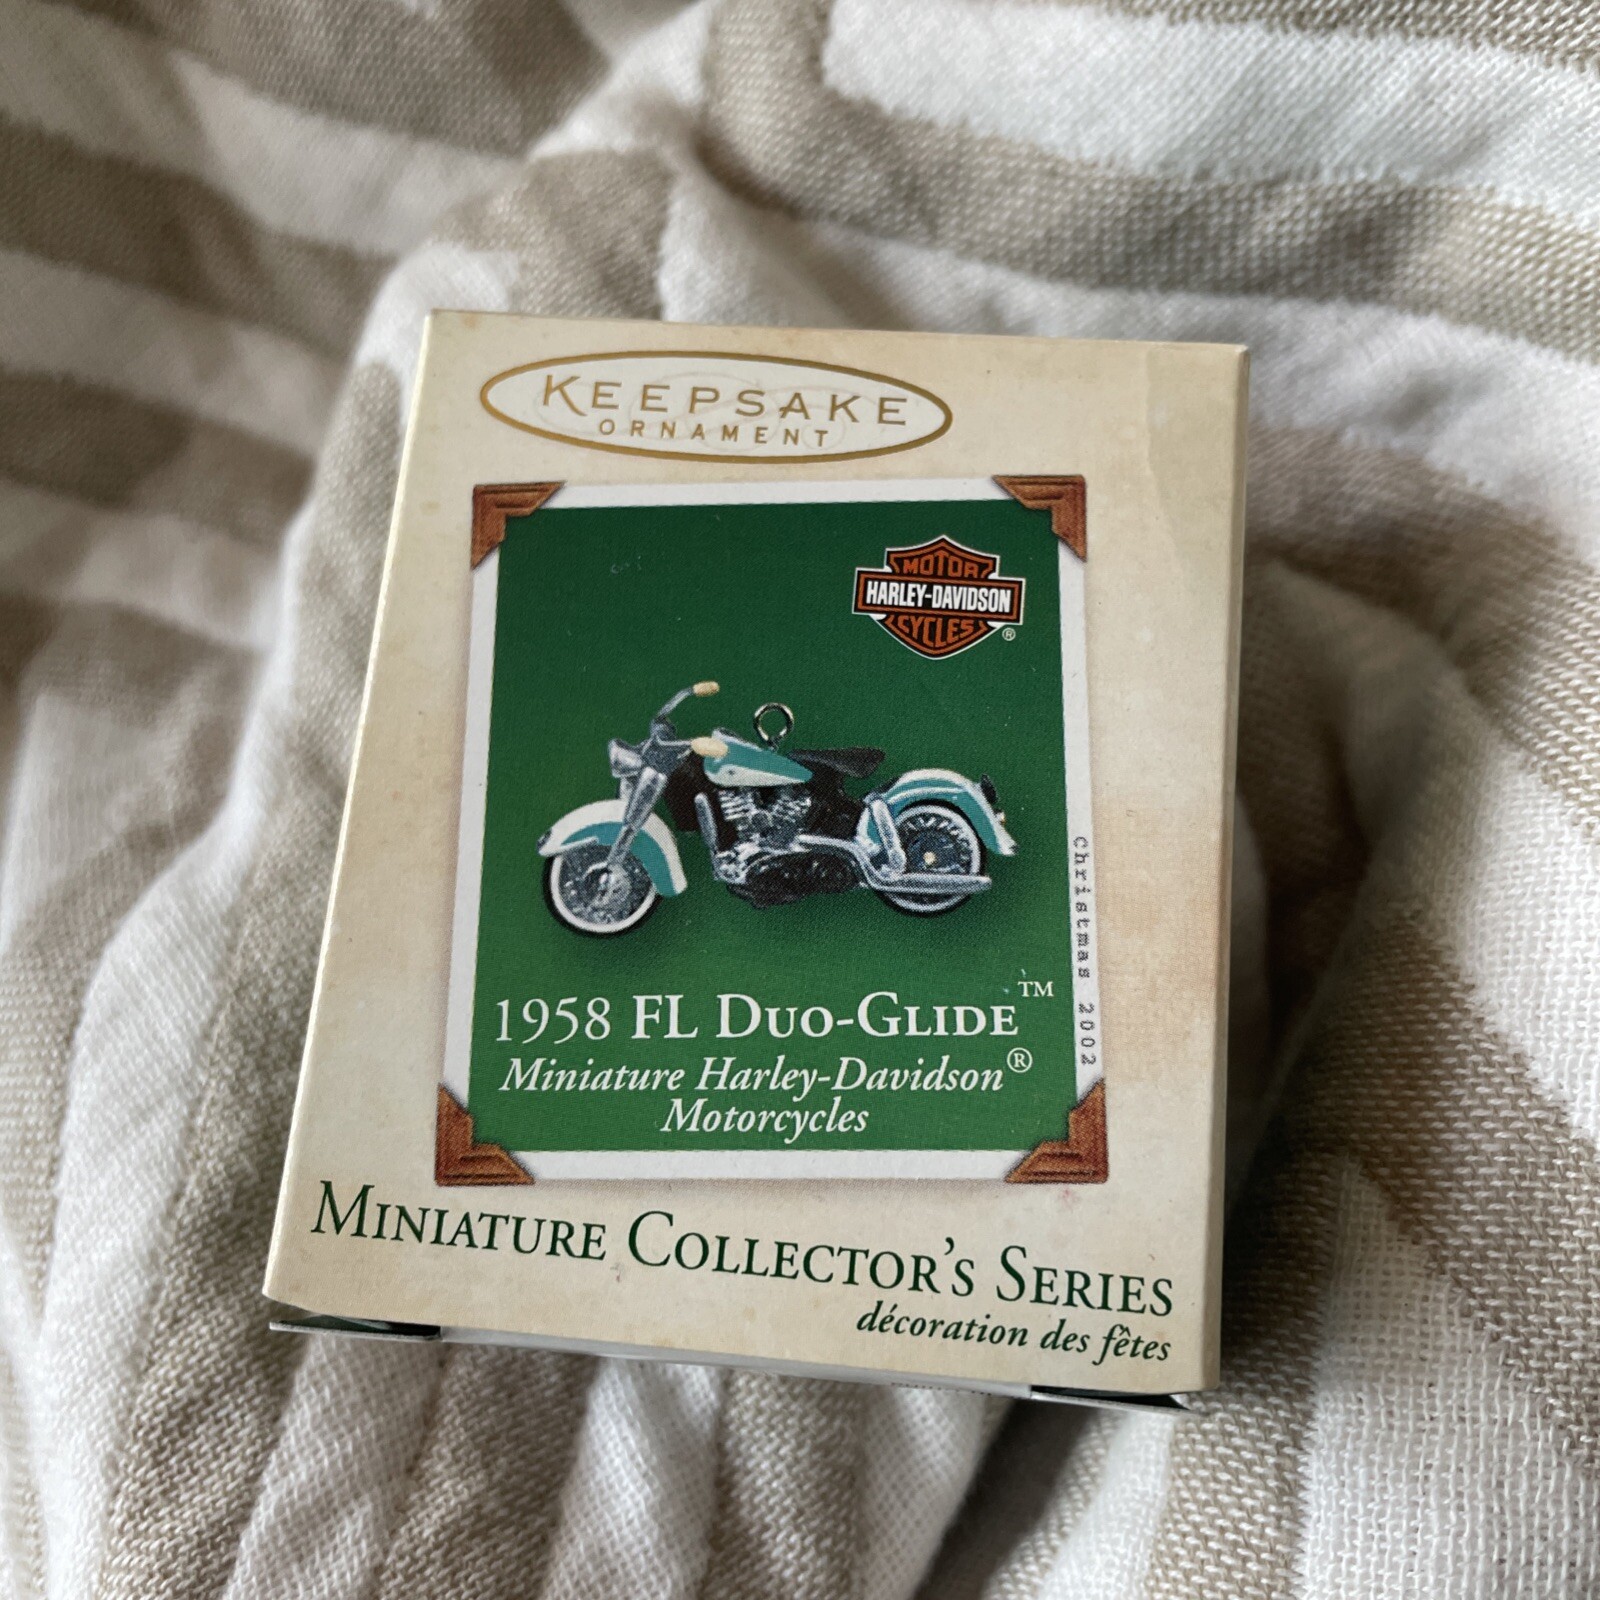 KEEPSAKE
ORNAMENT
MOTOR
HARLEY-DAVIDSON
CYCLES
®
Christmas 2002
1958 FL DUO-GLIDE™
Miniature Harley-Davidson®
Motorcycles
MINIATURE COLLECTOR'S SERIES
décoration des fêtes